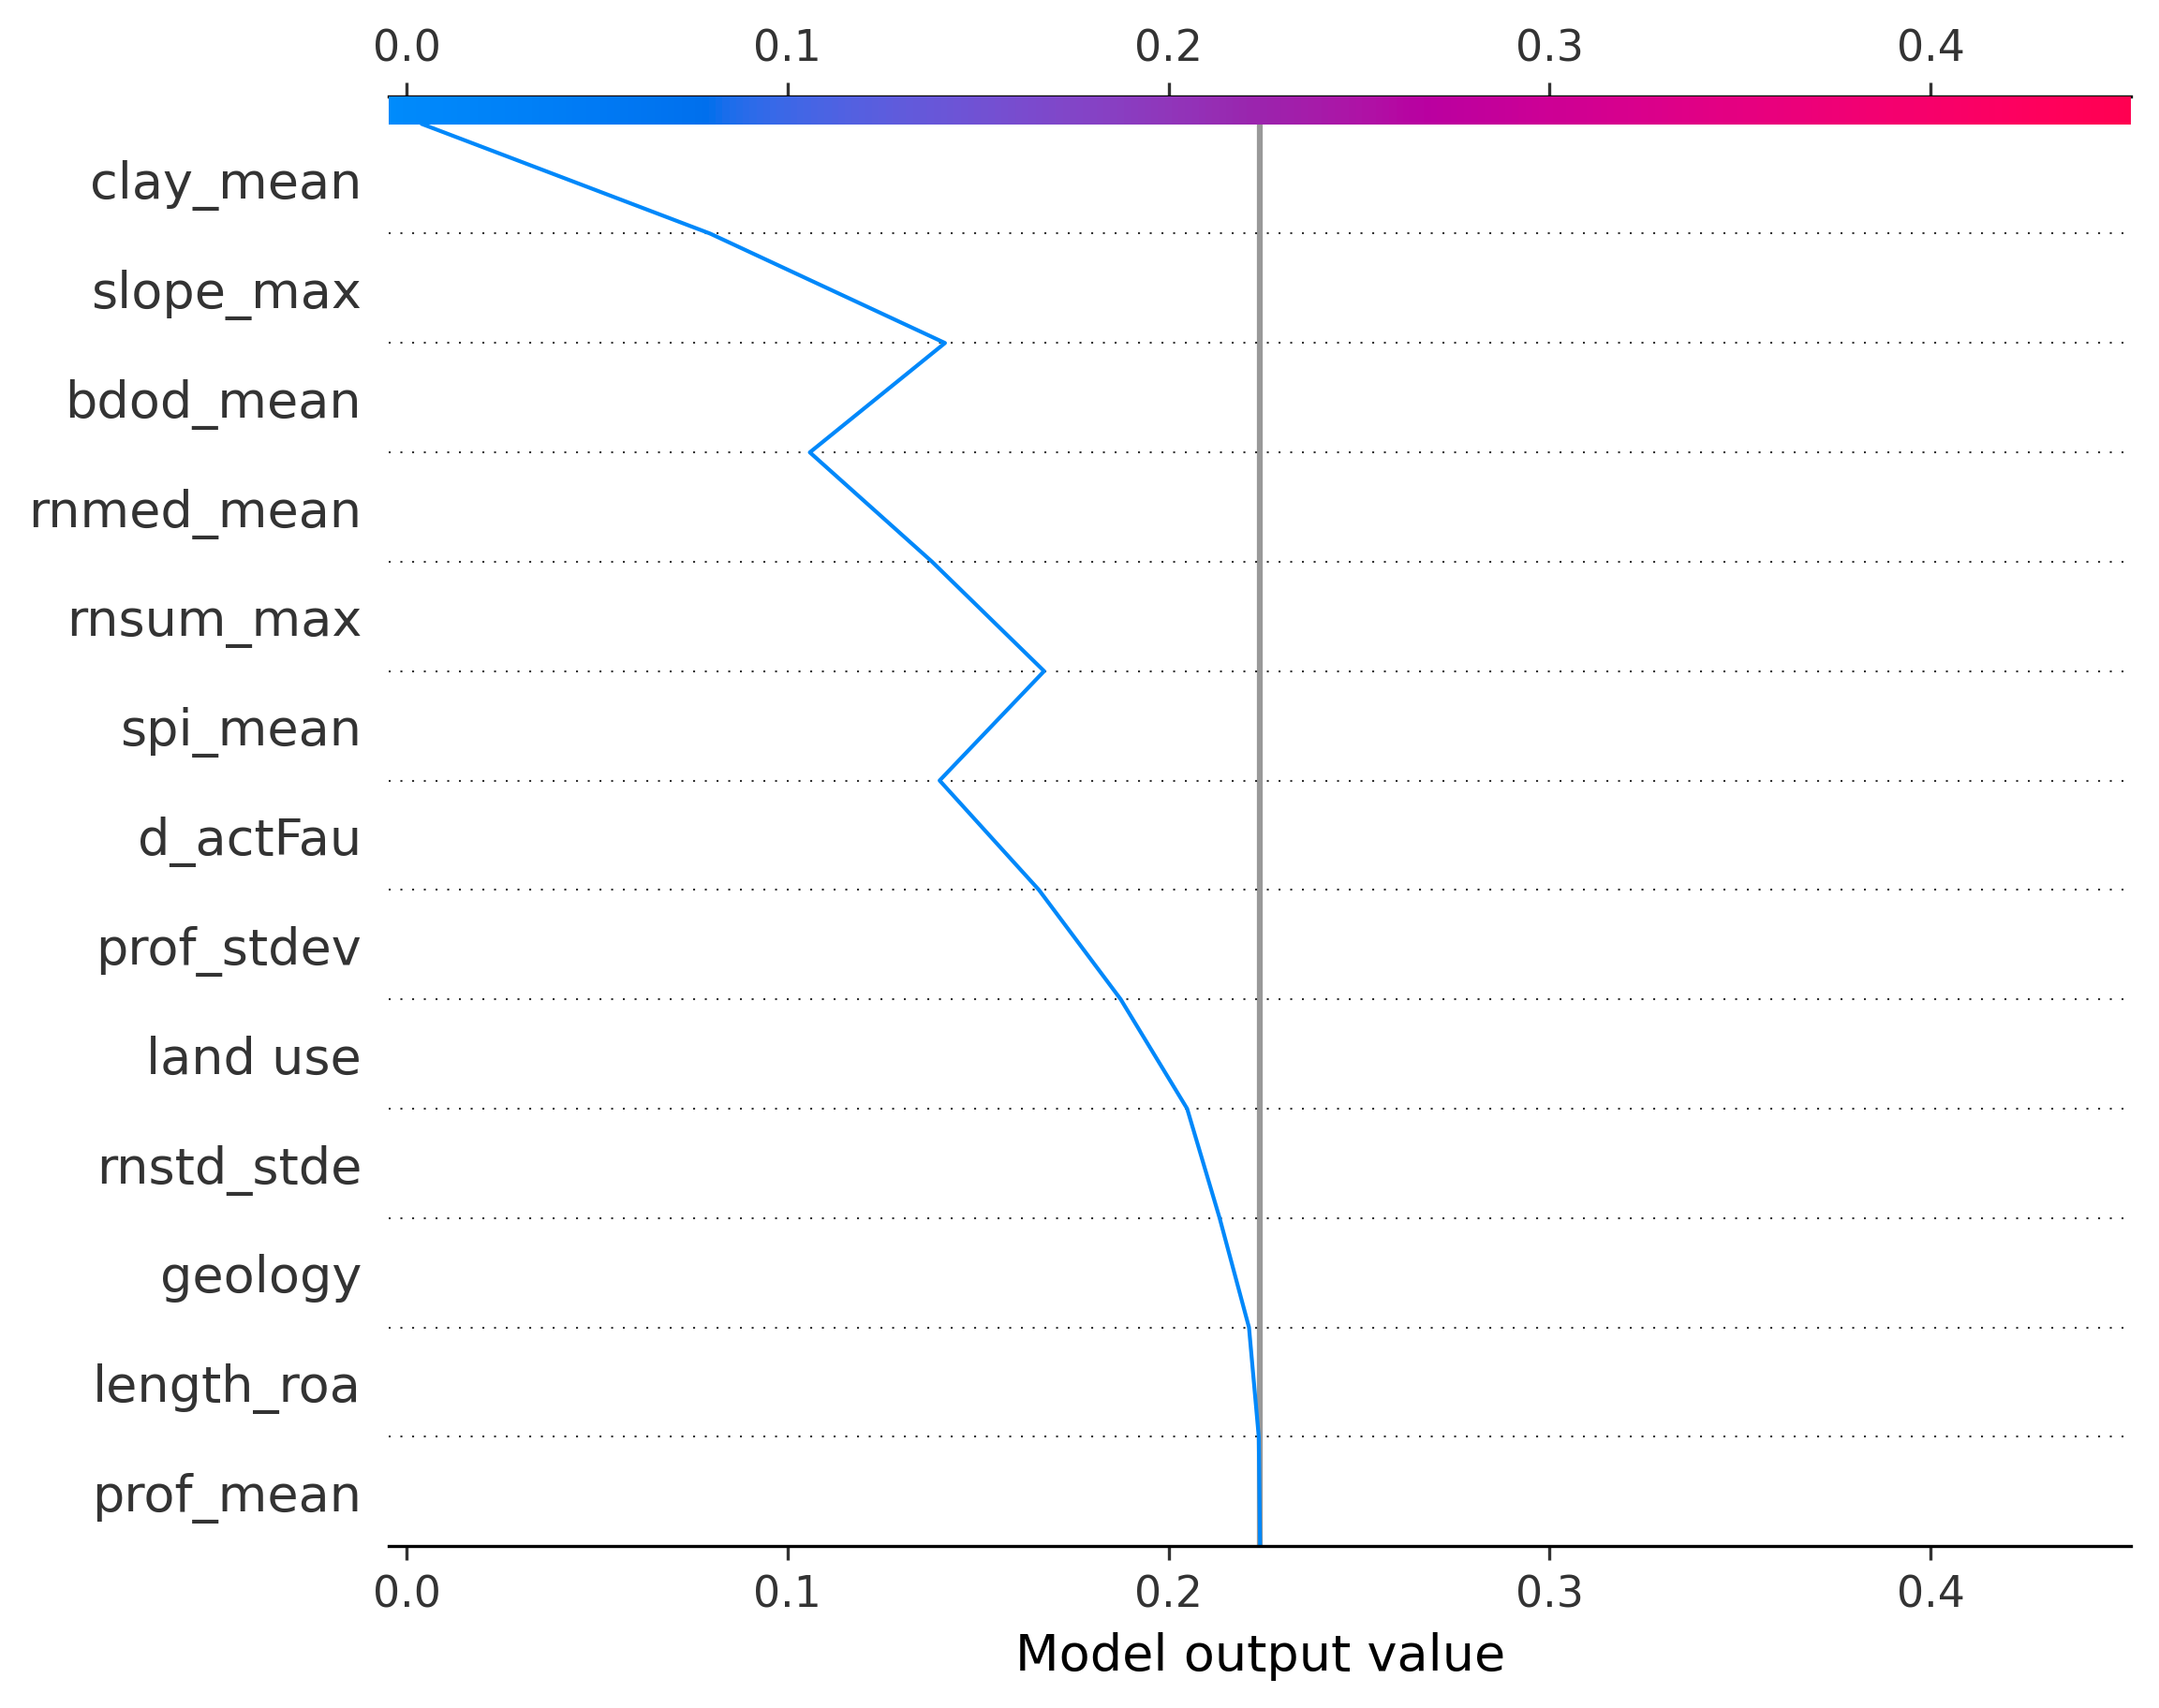 0.0 0.1 0.2 0.3 0.4
clay_mean
slope_max
bdod_mean
rnmed_mean
rnsum_max
spi_mean
d_actFau
prof_stdev
land use
rnstd_stde
geology
length_roa
prof_mean
0.0 0.1 0.2 0.3 0.4
Model output value